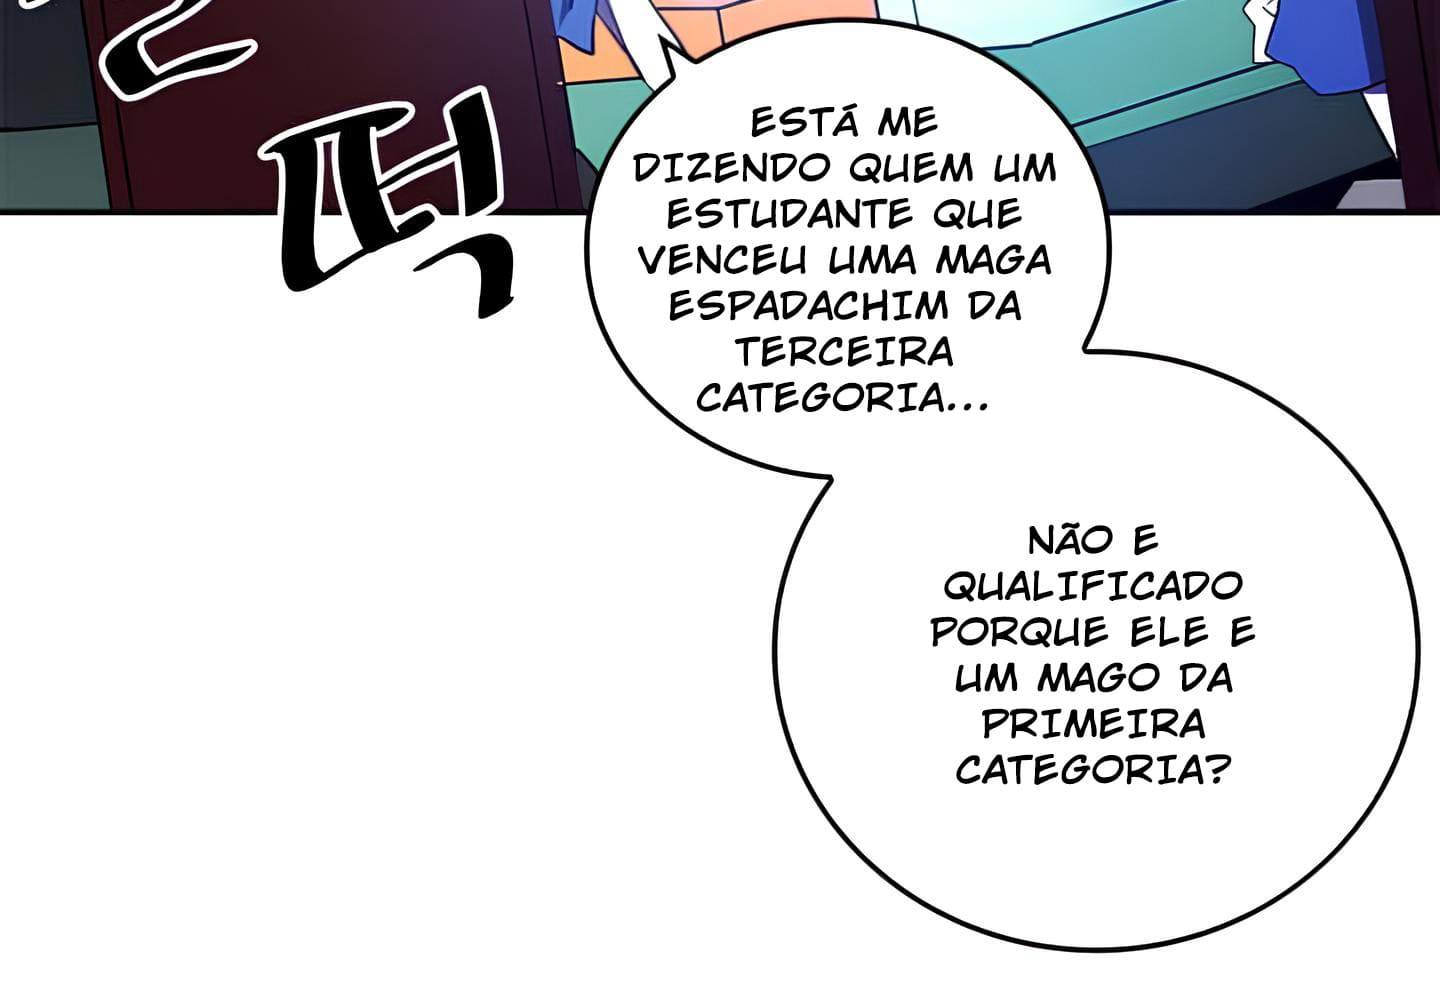 턱
ESTÁ ME
DIZENDO QUEM UM
ESTUDANTE QUE
VENCEU UMA MAGA
ESPADACHIM DA
TERCEIRA
CATEGORIA...
NÃO E
QUALIFICADO
PORQUE ELE E
UM MAGO DA
PRIMEIRA
CATEGORIA?